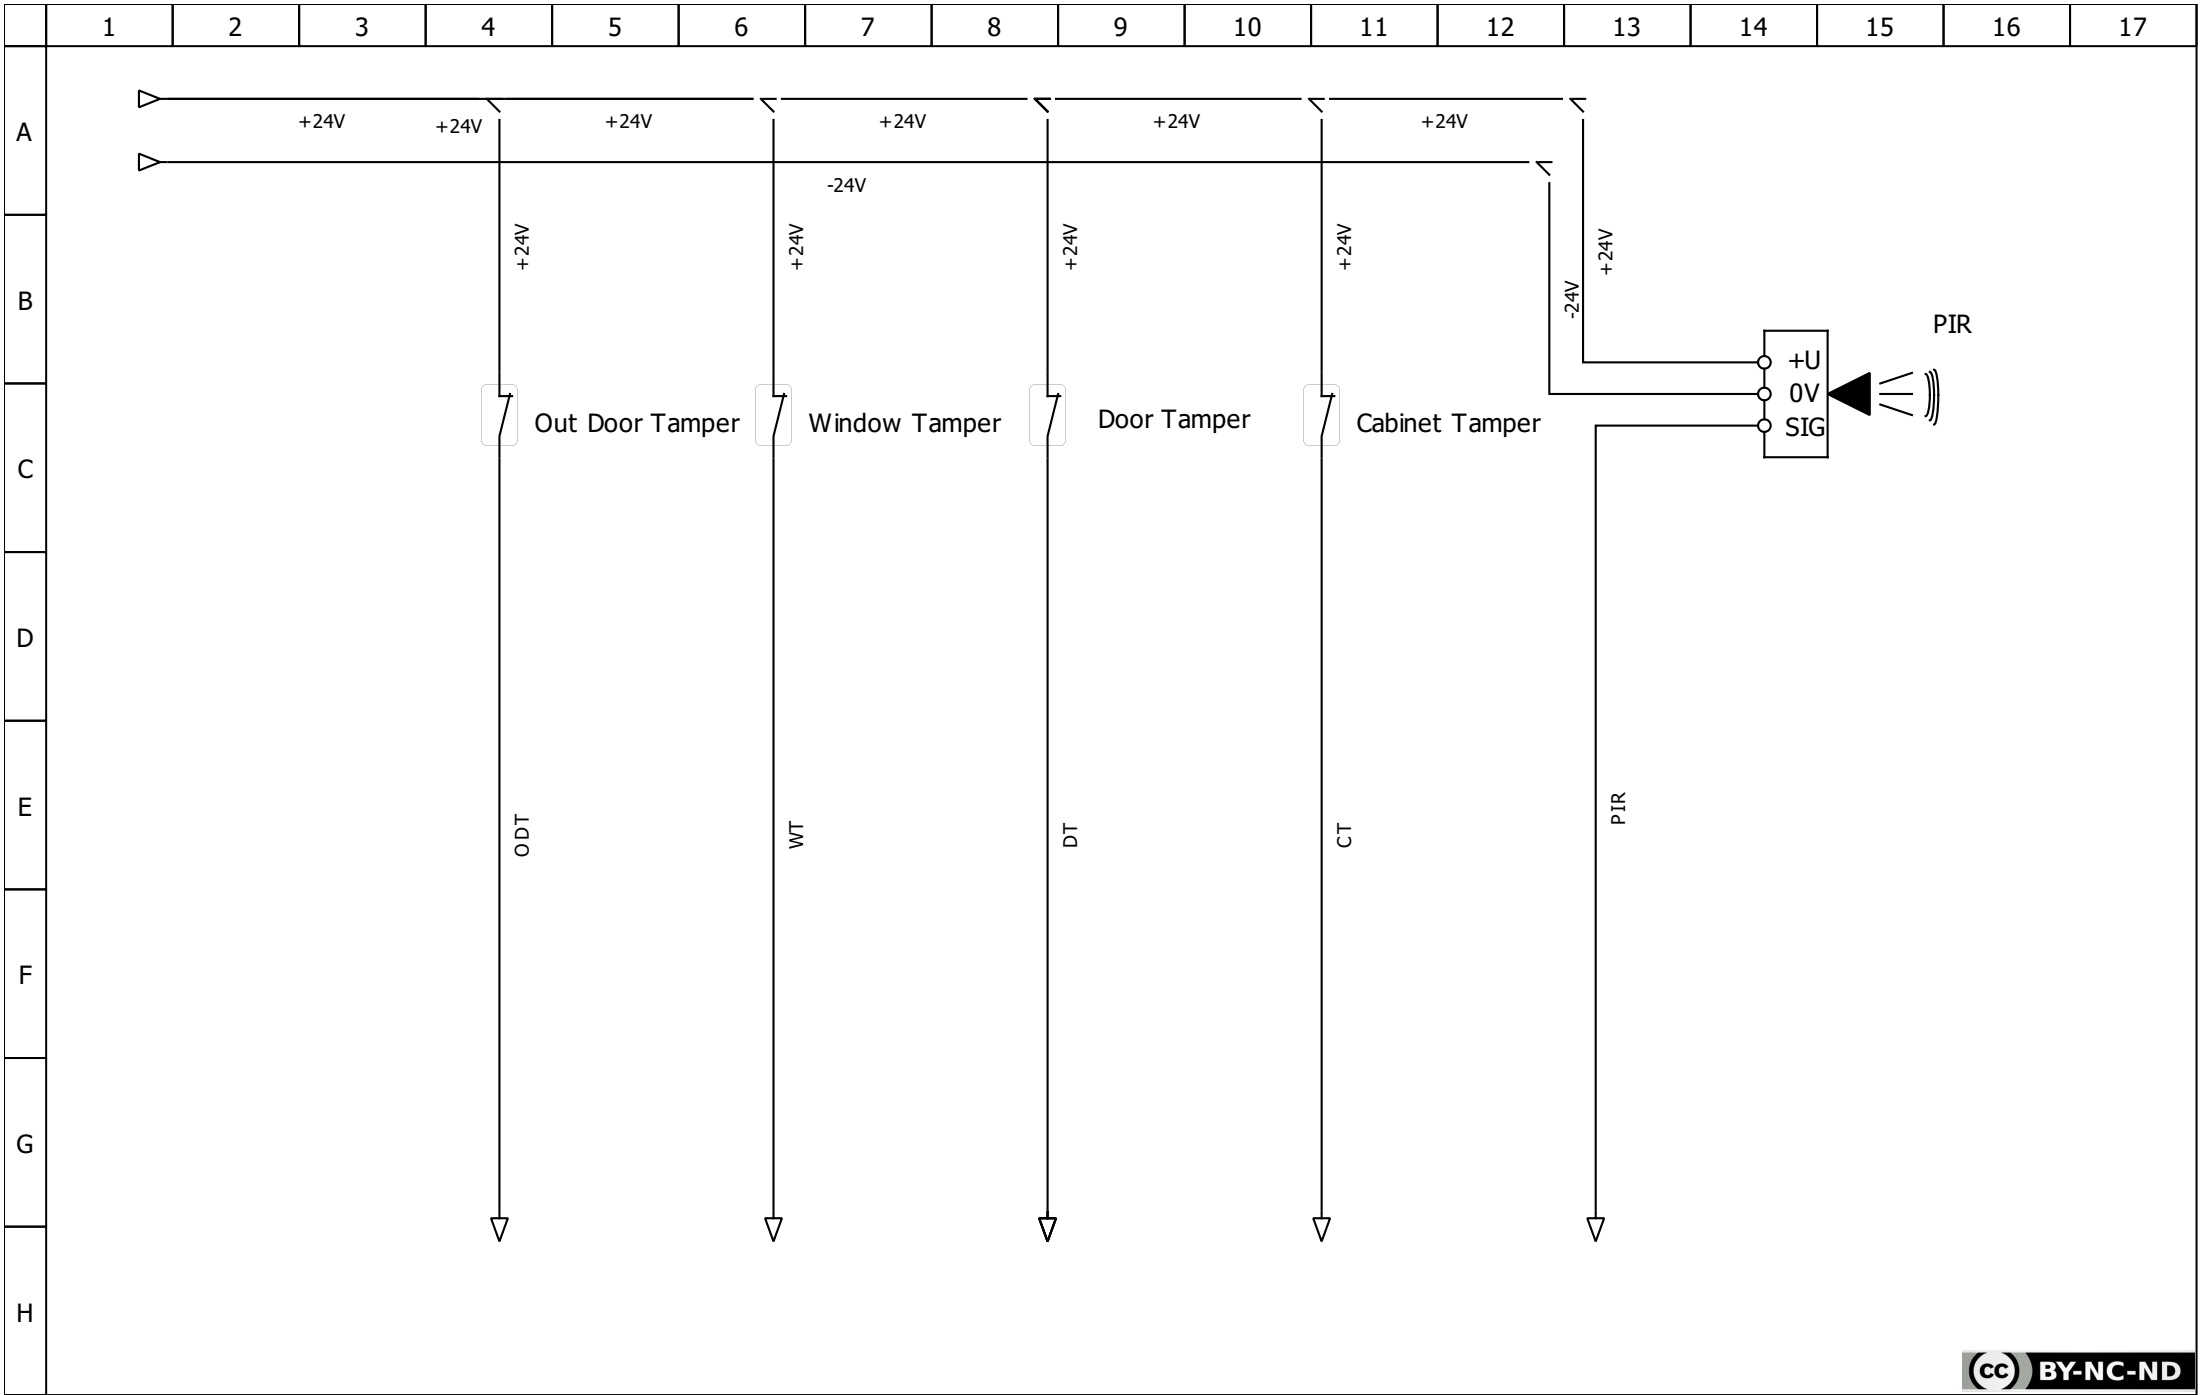 1 2 3 4 5 6 7 8 9 10 11 12 13 14 15 16 17
A
+24V +24V +24V +24V +24V +24V
-24V
+24V +24V +24V +24V +24V
B
-24V
PIR
+U
0V
SIG
Out Door Tamper Window Tamper Door Tamper Cabinet Tamper
C
D
E
ODT WT DT CT PIR
F
G
H
cc BY-NC-ND